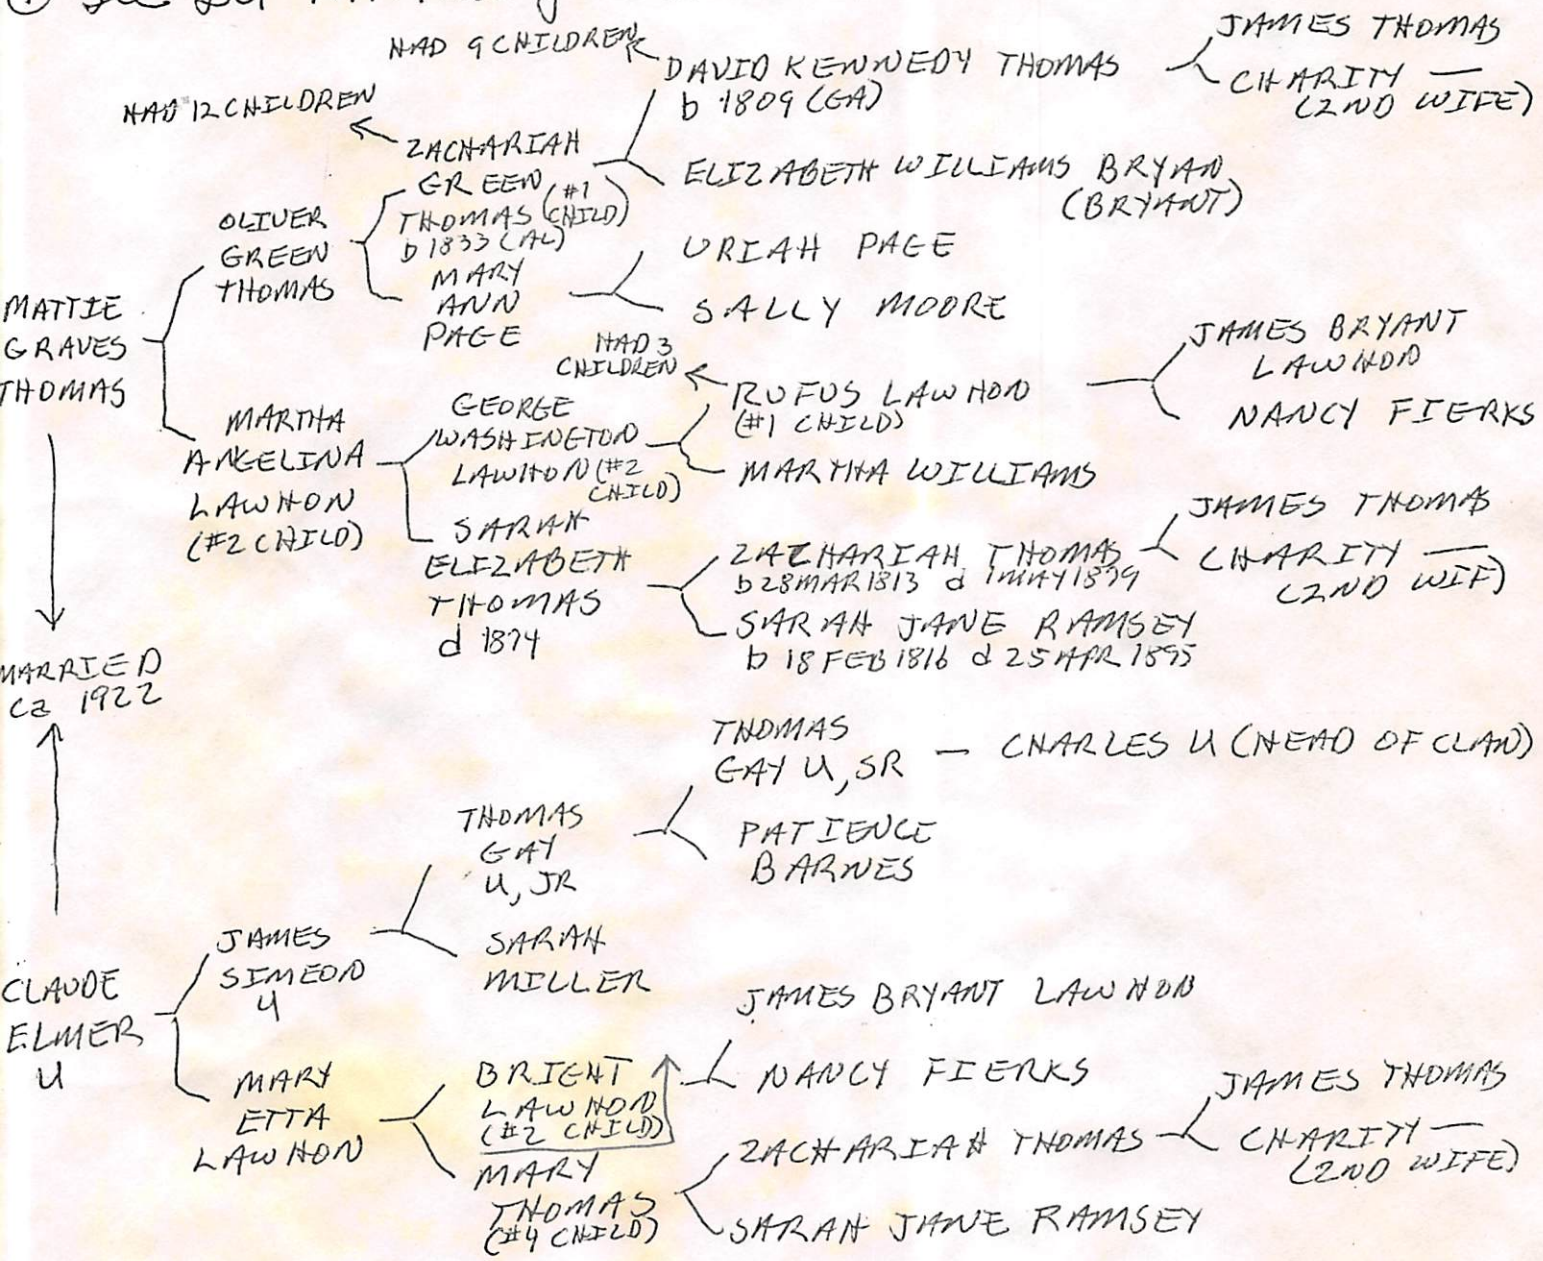 HAD 9 CHILDREN
DAVID KENNEDY THOMAS
b 1809 (GA)
JAMES THOMAS
CHARITY —
(2ND WIFE)
HAD 12 CHILDREN
ZACHARIAH
GREEN
THOMAS (#1
CHILD)
b 1833 (AL)
ELIZABETH WILLIAMS BRYAN
(BRYANT)
OLIVER
GREEN
THOMAS
MARY
ANN
PAGE
URIAH PAGE
SALLY MOORE
MATTIE
GRAVES
THOMAS
HAD 3
CHILDREN
RUFUS LAWHON
(#1 CHILD)
JAMES BRYANT
LAWHON
NANCY FIERKS
MARTHA
ANGELINA
LAWHON
(#2 CHILD)
GEORGE
WASHINGTON
LAWHON (#2
CHILD)
MARTHA WILLIAMS
SARAH
ELIZABETH
THOMAS
d 1874
ZACHARIAH THOMAS
b 28 MAR 1813 d 1 MAY 1899
JAMES THOMAS
CHARITY —
(2ND WIF)
SARAH JANE RAMSEY
b 18 FEB 1816 d 25 APR 1895
MARRIED
ca 1922
THOMAS
GAY U, SR — CHARLES U (HEAD OF CLAN)
THOMAS
GAY
U, JR
PATIENCE
BARNES
JAMES
SIMEON
U
SARAH
MILLER
CLAUDE
ELMER
U
MARY
ETTA
LAWHON
BRIGHT
LAWHON
(#2 CHILD)
JAMES BRYANT LAWHON
NANCY FIERKS
MARY
THOMAS
(#4 CHILD)
ZACHARIAH THOMAS
JAMES THOMAS
CHARITY —
(2ND WIFE)
SARAH JANE RAMSEY